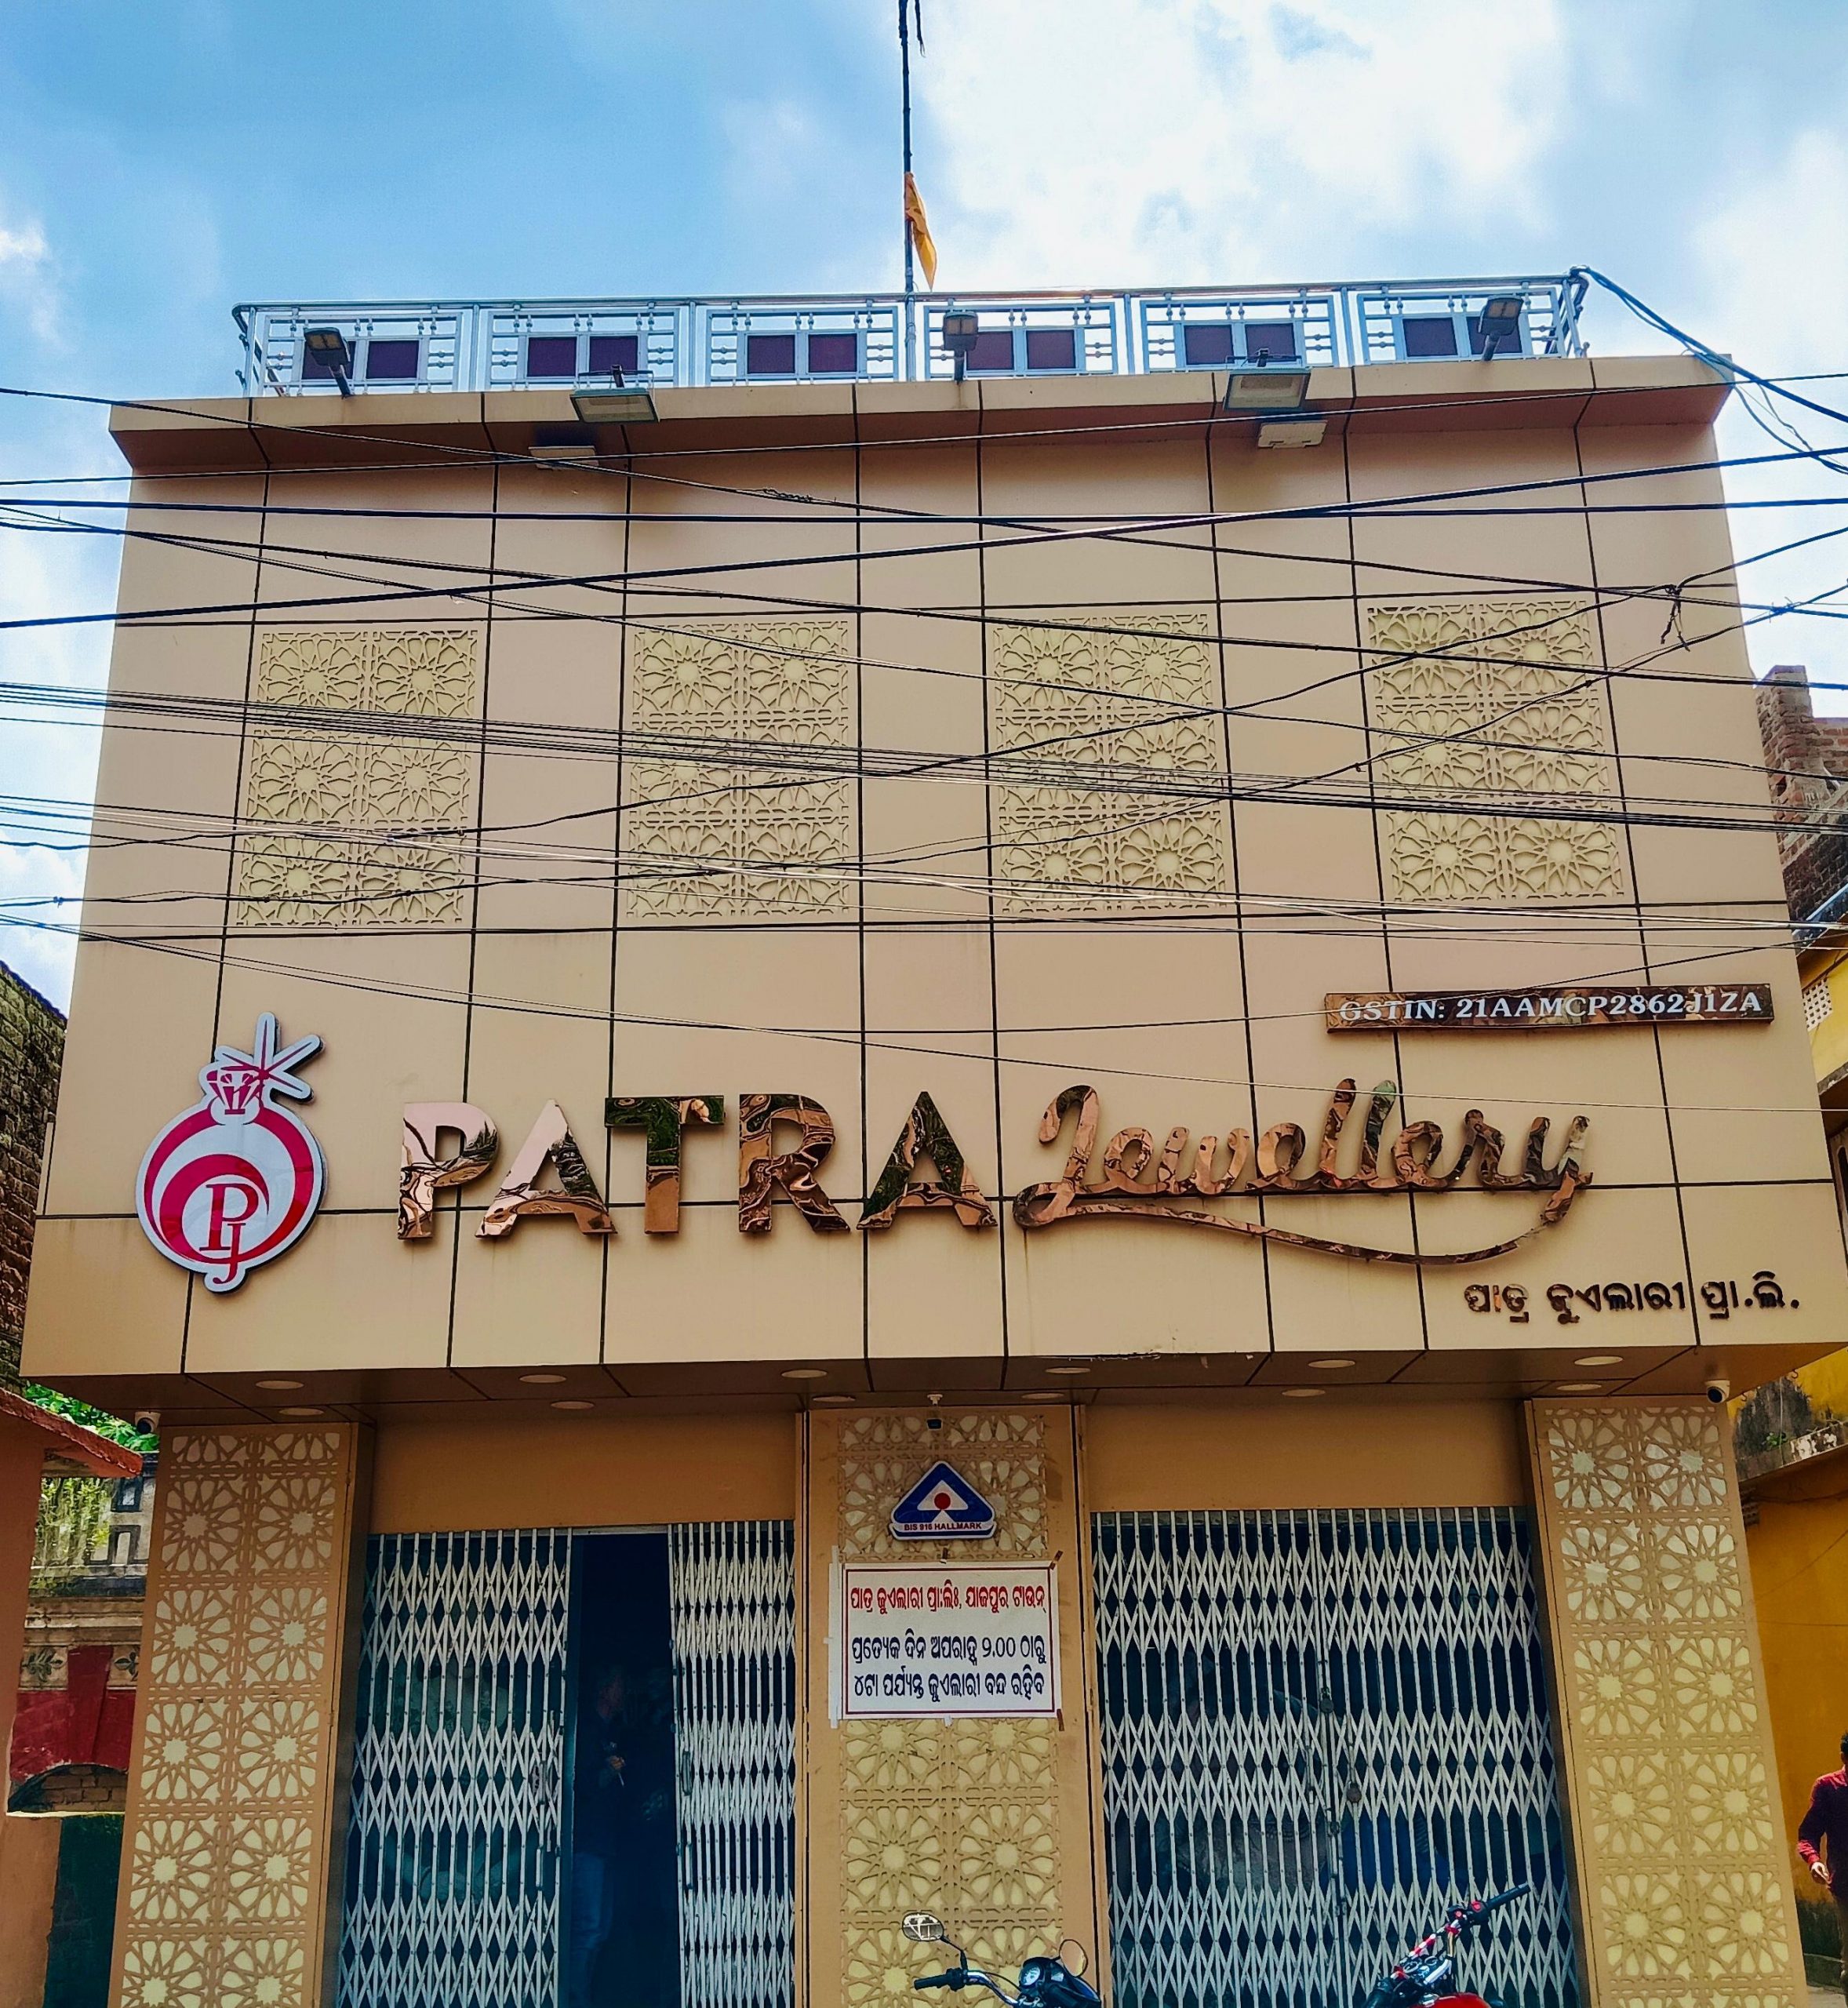 GSTIN: 21AAMCP2862J1ZA
PJ
PATRA Jewellery
ପାତ୍ର ଜୁଏଲାରୀ ପ୍ରା.ଲି.
BIS 916 HALLMARK
ପାତ୍ର ଜୁଏଲାରୀ ପ୍ରା:ଲିଃ, ଯାଜପୁର ଟାଉନ୍
ପ୍ରତ୍ୟେକ ଦିନ ଅପରାହ୍ନ ୨.00 ଠାରୁ
୪ଟା ପର୍ଯ୍ୟନ୍ତ ଜୁଏଲାରୀ ବନ୍ଦ ରହିବ